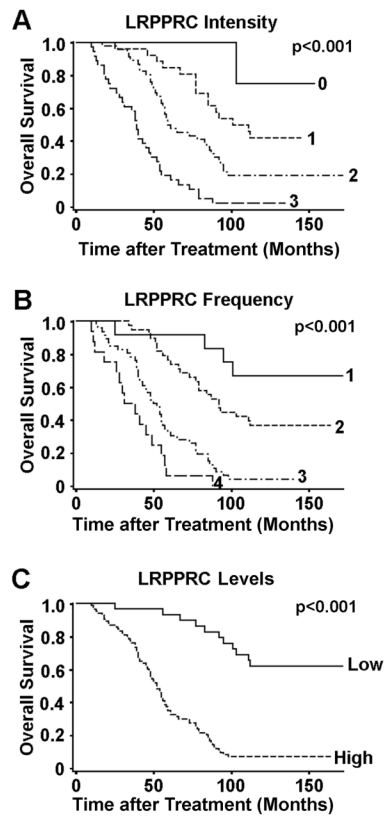 A
LRPPRC Intensity
p<0.001
1.0
0.8
0.6
0.4
0.2
0
0
1
2
3
0 50 100 150
Overall Survival
Time after Treatment (Months)
B
LRPPRC Frequency
p<0.001
1.0
0.8
0.6
0.4
0.2
0
1
2
3
4
0 50 100 150
Overall Survival
Time after Treatment (Months)
C
LRPPRC Levels
p<0.001
1.0
0.8
0.6
0.4
0.2
0
Low
High
0 50 100 150
Overall Survival
Time after Treatment (Months)